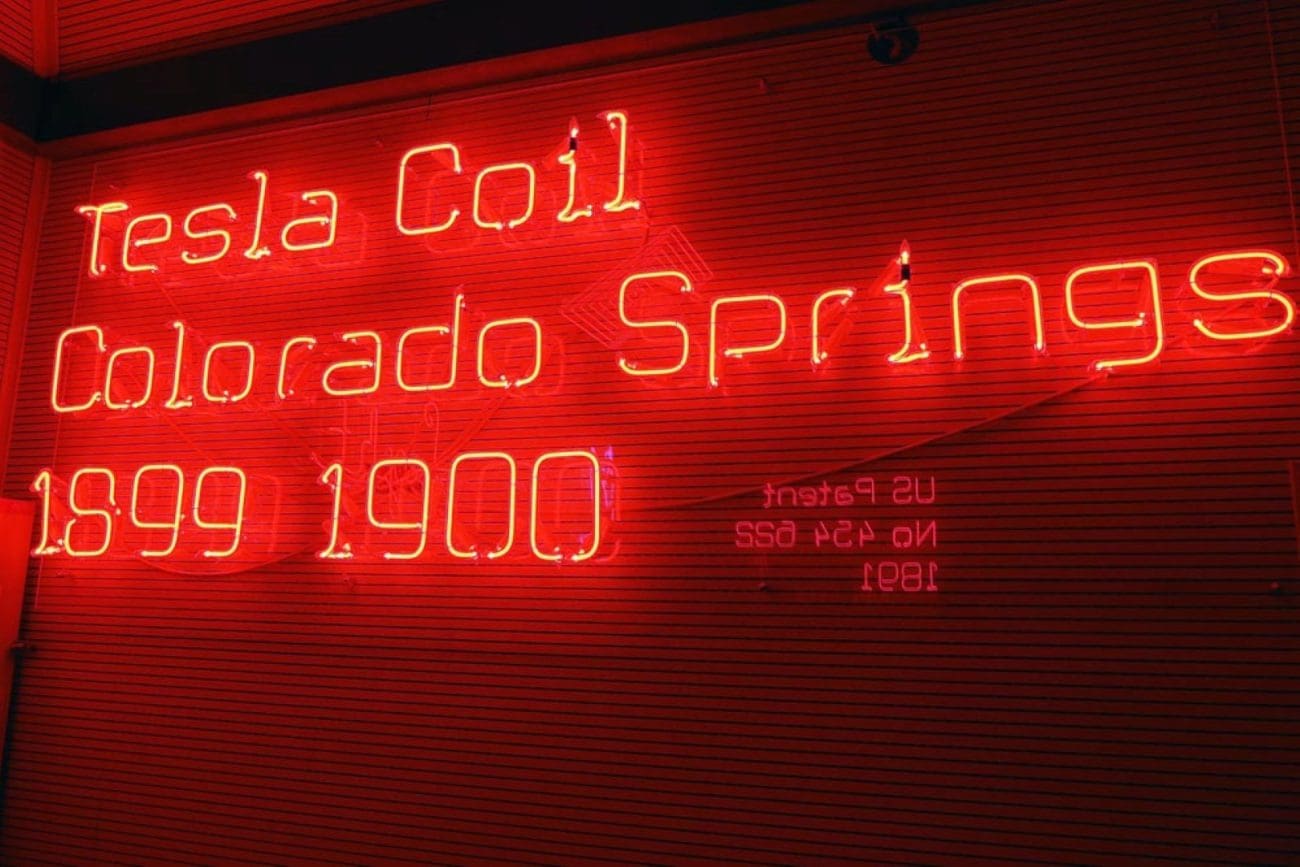 Tesla Coil
Colorado Springs
1899 1900
US Patent
No 454 622
1891